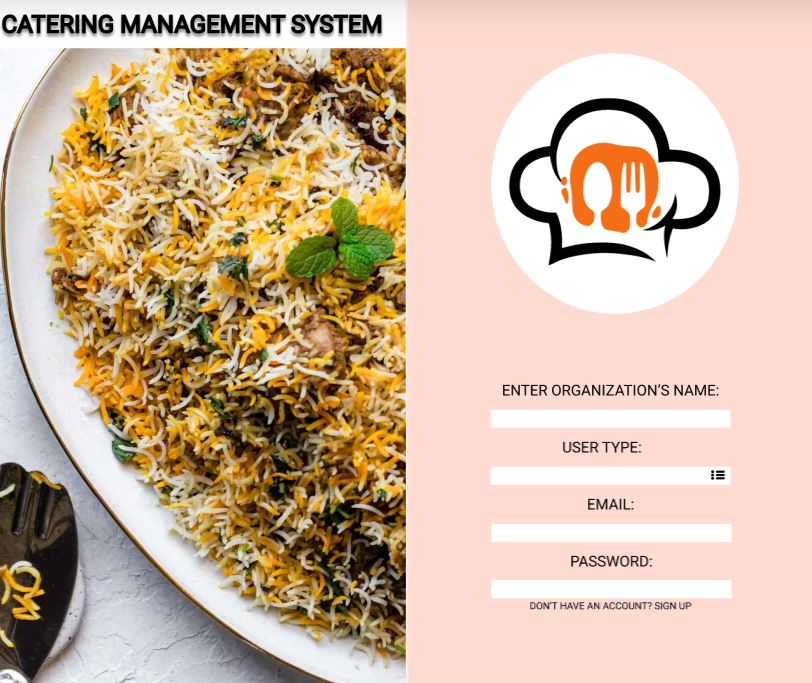 CATERING MANAGEMENT SYSTEM
ENTER ORGANIZATION'S NAME:
USER TYPE:
EMAIL:
PASSWORD:
DON'T HAVE AN ACCOUNT? SIGN UP